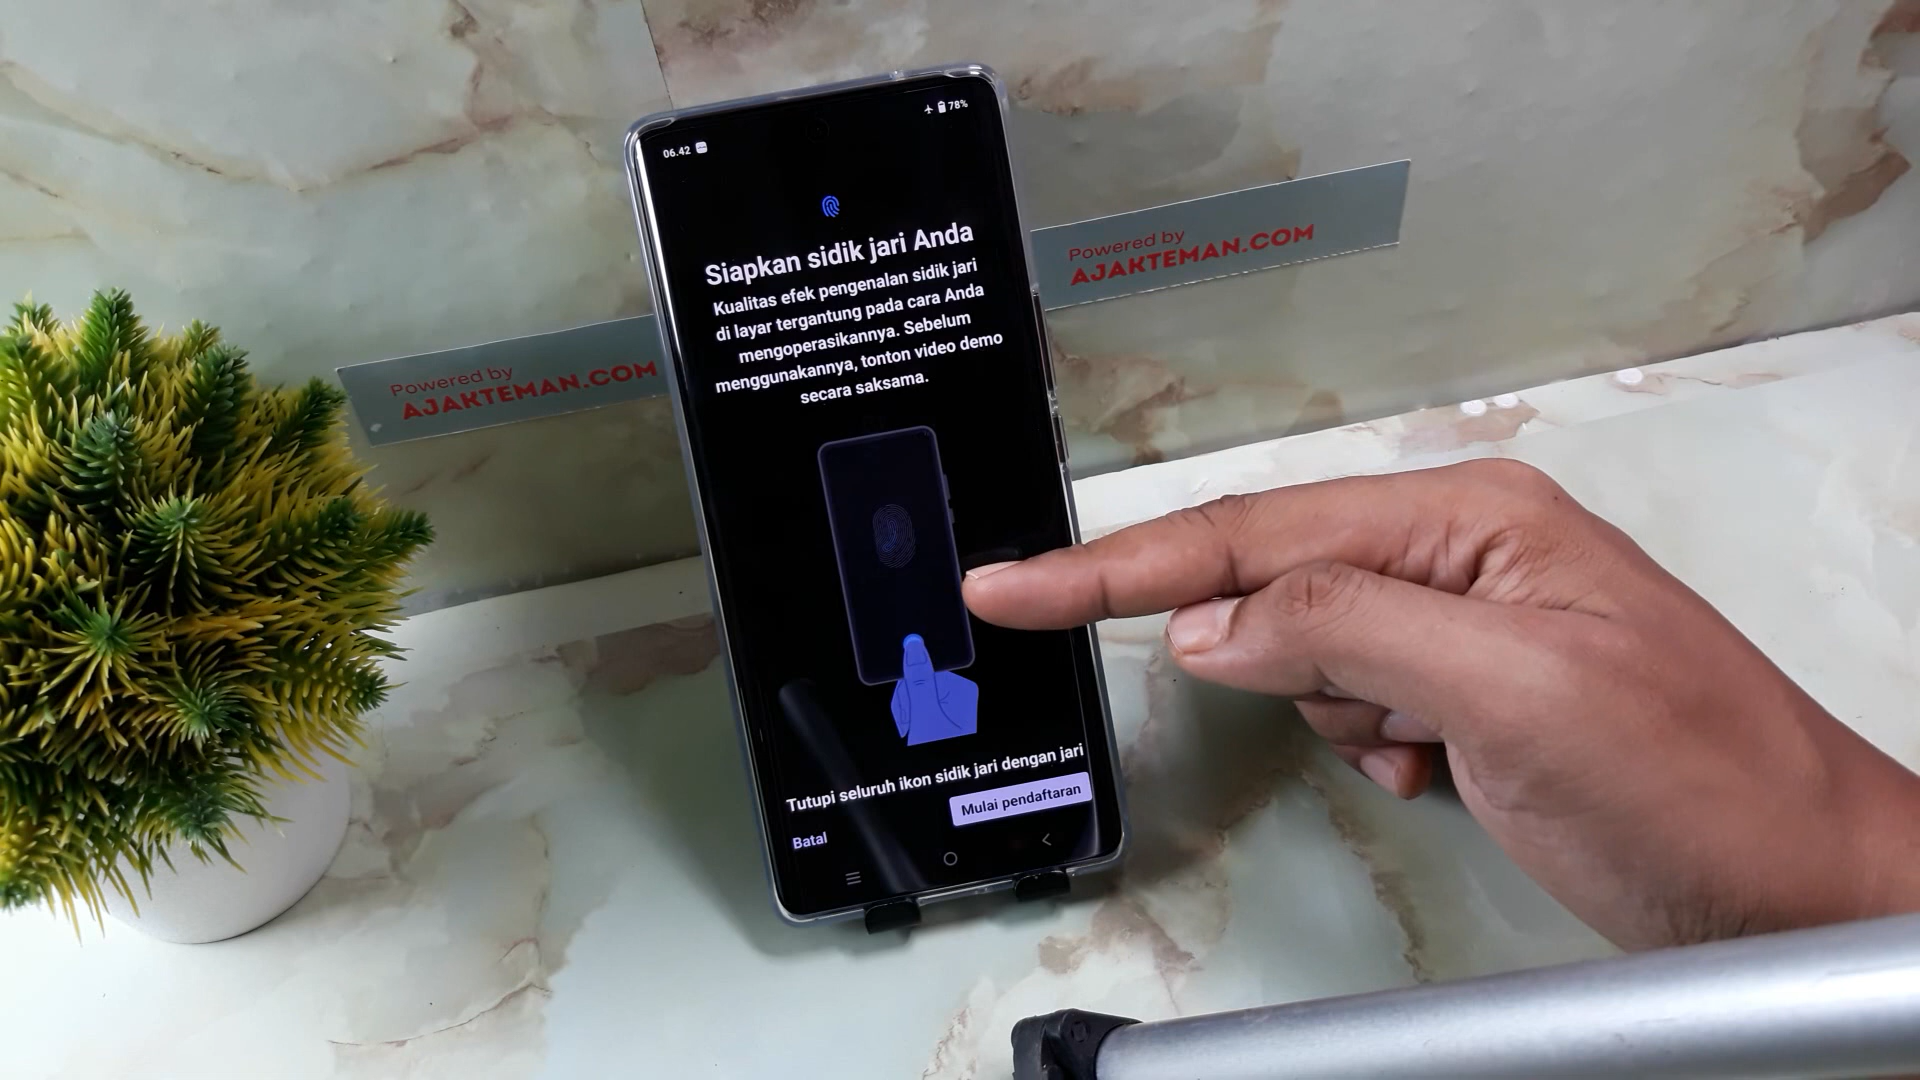 06.42
78%
Siapkan sidik jari Anda
Kualitas efek pengenalan sidik jari
di layar tergantung pada cara Anda
mengoperasikannya. Sebelum
menggunakannya, tonton video demo
secara saksama.
Tutupi seluruh ikon sidik jari dengan jari
Mulai pendaftaran
Batal
Powered by
AJAKTEMAN.COM
Powered by
AJAKTEMAN.COM